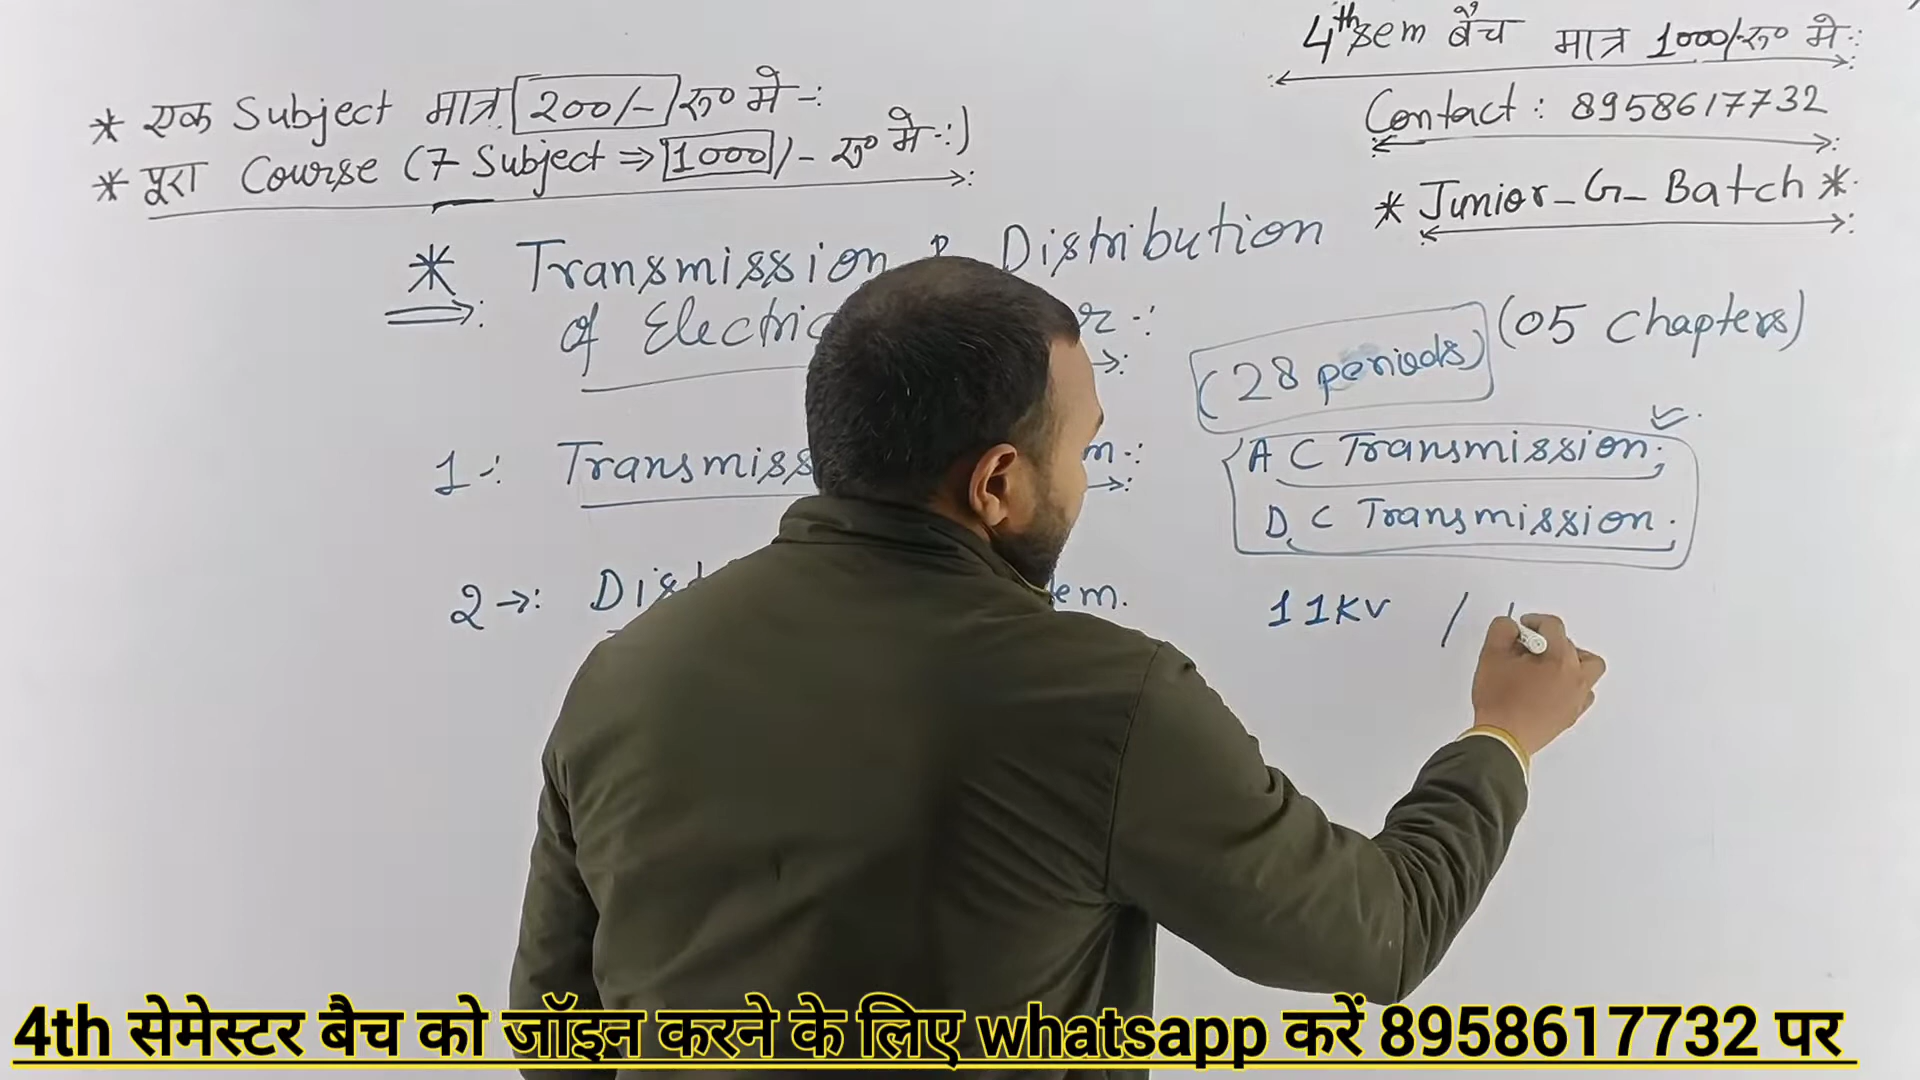 4th sem बैच मात्र 1000/-रु० मे -:
* एक Subject मात्र 200/- रु० मे -:
Contact : 8958617732
* पूरा Course (7 Subject ⇒ 1000/- रु० मे -:)
* Junior_G_Batch *
* Transmission & Distribution
of Electric
(28 periods) (05 Chapters)
1 -: Transmiss
A C Transmission;
D C Transmission.
2 →: Dis em.
11KV /
4th सेमेस्टर बैच को जॉइन करने के लिए whatsapp करें 8958617732 पर